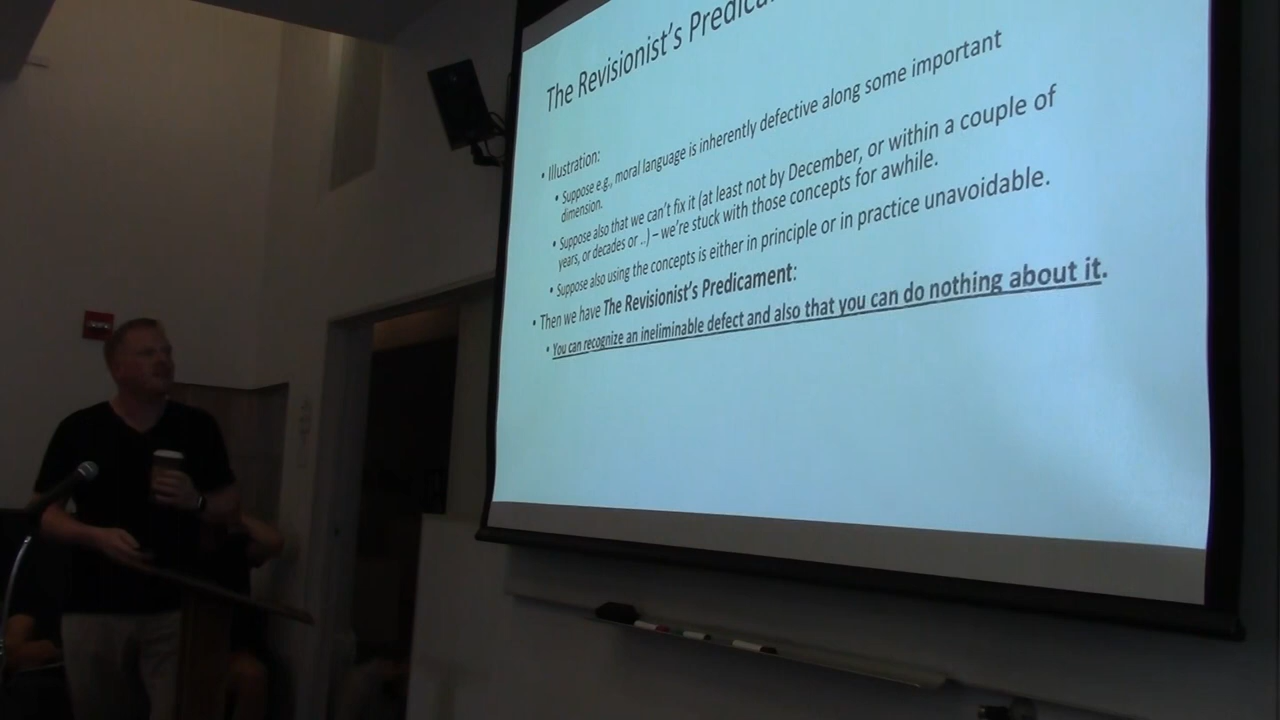 The Revisionist's
• Illustration:
• Suppose e.g., moral language is inherently defective along some important
dimension.
• Suppose also that we can't fix it (at least not by December, or within a couple of
years, or decades or ..) – we're stuck with those concepts for awhile.
• Suppose also using the concepts is either in principle or in practice unavoidable.
• Then we have The Revisionist's Predicament:
• You can recognize an ineliminable defect and also that you can do nothing about it.